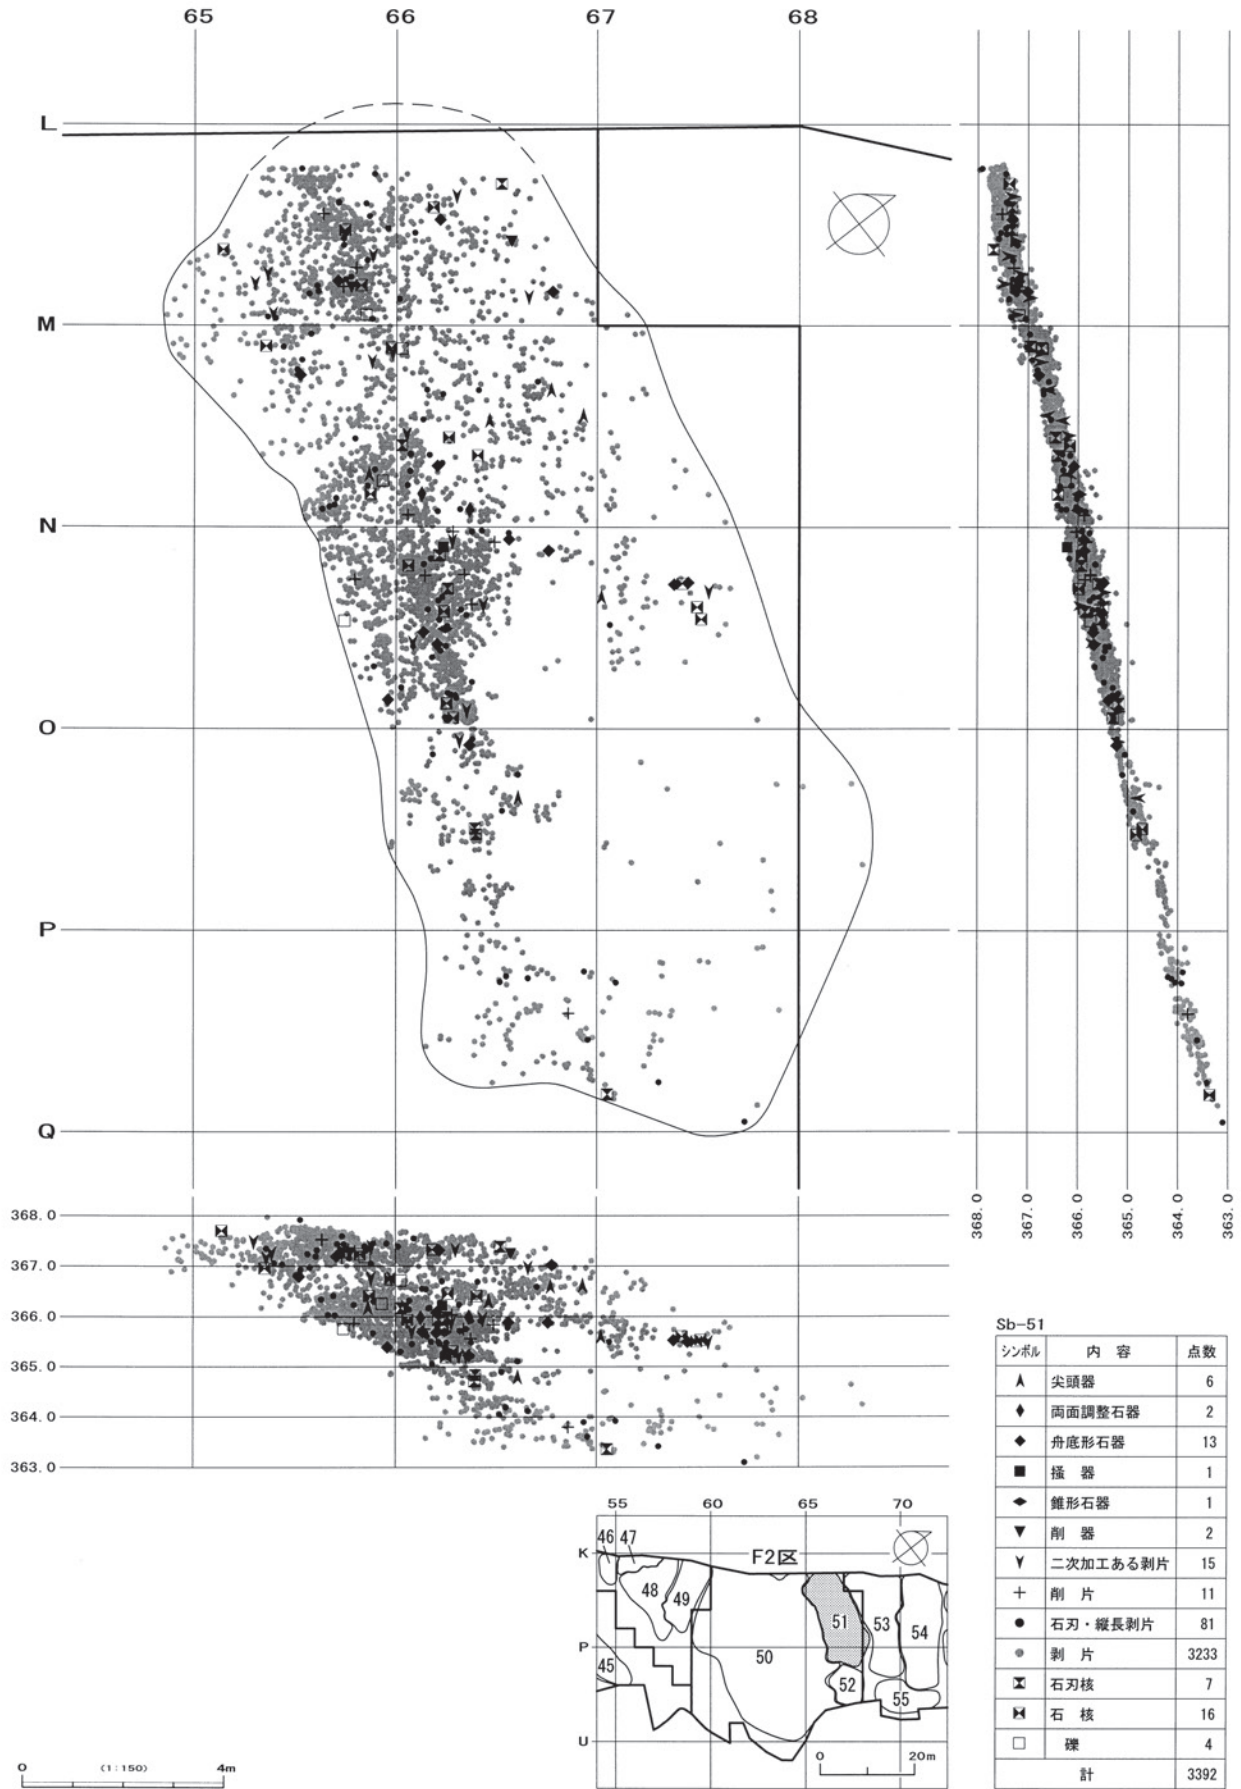 65 66 67 68
L
M
N
O
P
Q
368.0 367.0 366.0 365.0 364.0 363.0
368.0
367.0
366.0
365.0
364.0
363.0
Sb-51
シンボル 内 容 点数
尖頭器 6
両面調整石器 2
舟底形石器 13
掻 器 1
錐形石器 1
削 器 2
二次加工ある剥片 15
削 片 11
石刃・縦長剥片 81
剥 片 3233
石刃核 7
石 核 16
礫 4
計 3392
55 60 65 70
46 47
K F2区
48 49 51 53 54
P
45 50 52 55
U
0 20m
0 (1:150) 4m